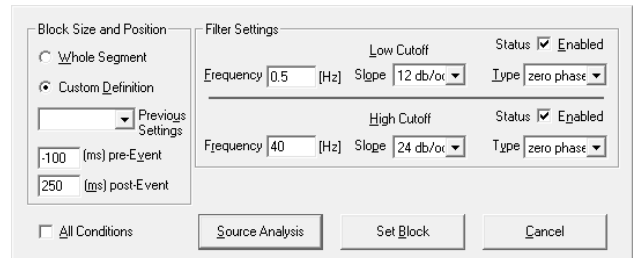 Block Size and Position
Whole Segment
Custom Definition
Previous
Settings
-100 (ms) pre-Event
250 (ms) post-Event
All Conditions
Filter Settings
Low Cutoff
Status Enabled
Frequency 0.5 [Hz] Slope 12 db/oc Type zero phase
High Cutoff
Status Enabled
Frequency 40 [Hz] Slope 24 db/oc Type zero phase
Source Analysis
Set Block
Cancel